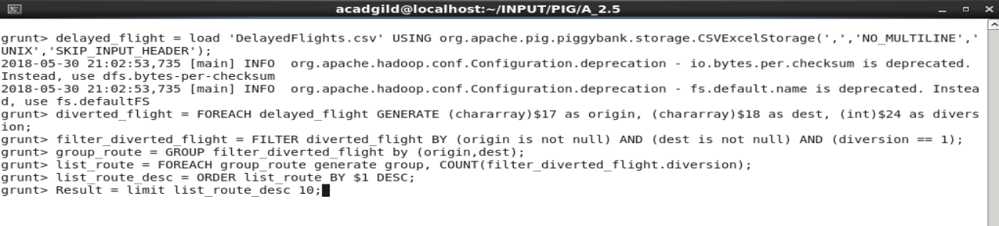 acadgild@localhost:~/INPUT/PIG/A_2.5
grunt> delayed_flight = load 'DelayedFlights.csv' USING org.apache.pig.piggybank.storage.CSVExcelStorage(',','NO_MULTILINE','
UNIX','SKIP_INPUT_HEADER');
2018-05-30 21:02:53,735 [main] INFO  org.apache.hadoop.conf.Configuration.deprecation - io.bytes.per.checksum is deprecated.
Instead, use dfs.bytes-per-checksum
2018-05-30 21:02:53,735 [main] INFO  org.apache.hadoop.conf.Configuration.deprecation - fs.default.name is deprecated. Instea
d, use fs.defaultFS
grunt> diverted_flight = FOREACH delayed_flight GENERATE (chararray)$17 as origin, (chararray)$18 as dest, (int)$24 as divers
ion;
grunt> filter_diverted_flight = FILTER diverted_flight BY (origin is not null) AND (dest is not null) AND (diversion == 1);
grunt> group_route = GROUP filter_diverted_flight by (origin,dest);
grunt> list_route = FOREACH group_route generate group, COUNT(filter_diverted_flight.diversion);
grunt> list_route_desc = ORDER list_route BY $1 DESC;
grunt> Result = limit list_route_desc 10;